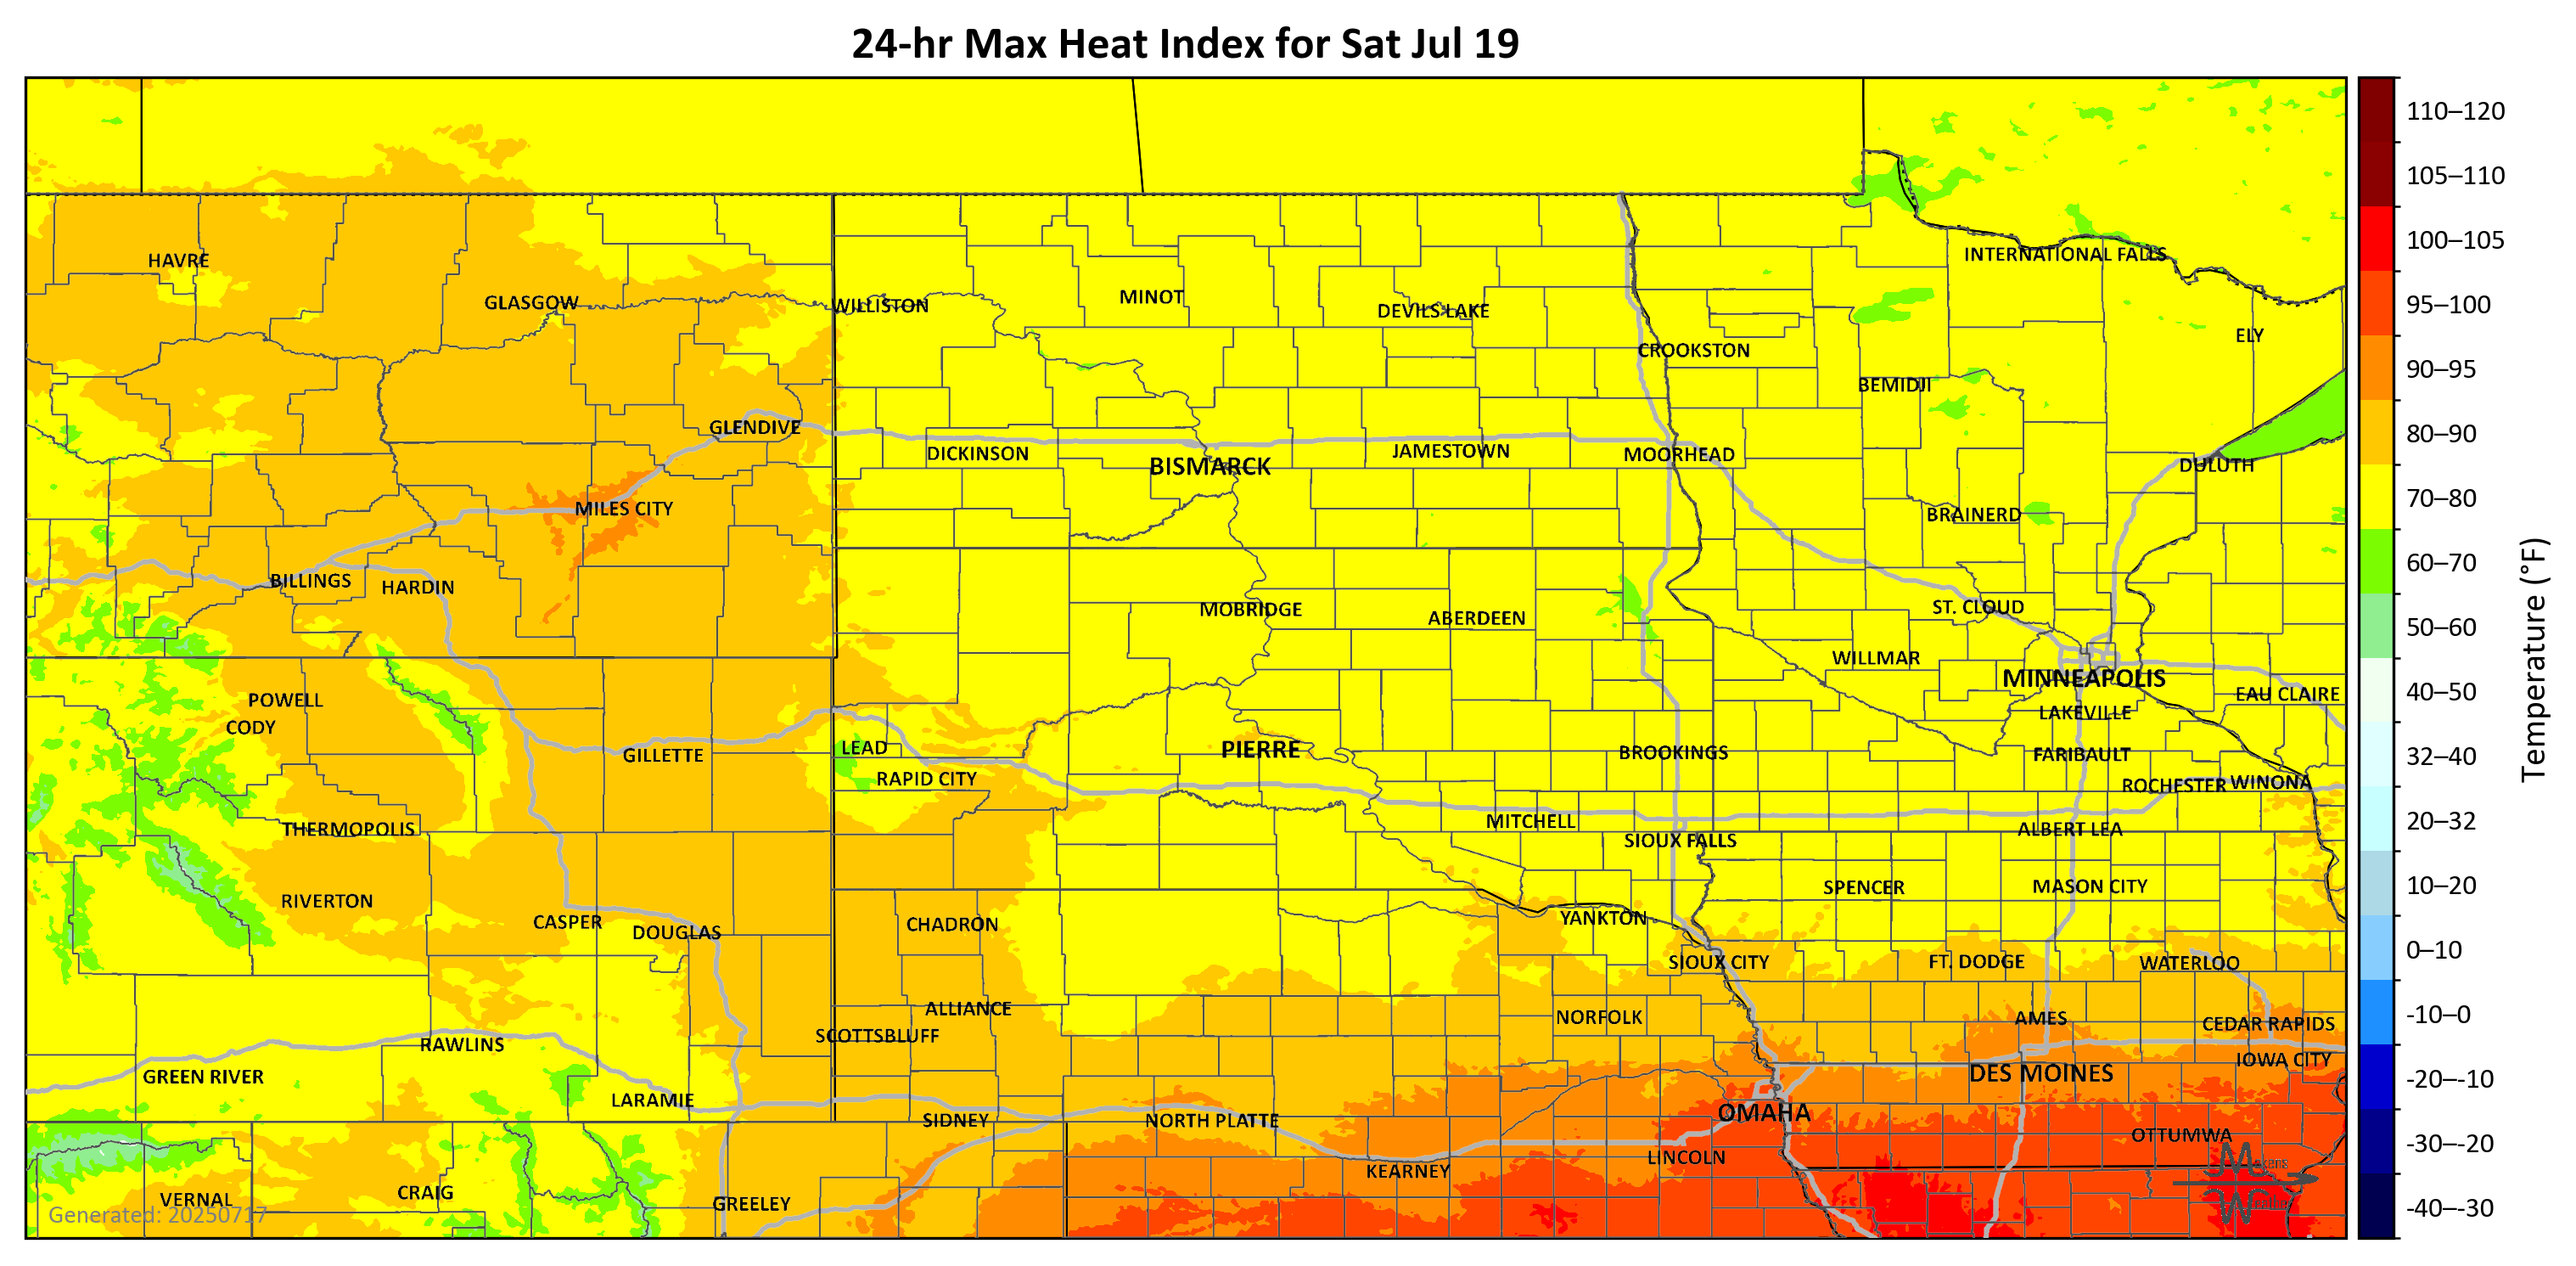 24-hr Max Heat Index for Sat Jul 19
110–120
105–110
HAVRE
INTERNATIONAL FALLS
100–105
GLASGOW
WILLISTON
MINOT
DEVILS LAKE
95–100
ELY
CROOKSTON
BEMIDJI
90–95
GLENDIVE
DICKINSON
BISMARCK
JAMESTOWN
MOORHEAD
DULUTH
80–90
MILES CITY
BRAINERD
70–80
BILLINGS
HARDIN
60–70
MOBRIDGE
ABERDEEN
ST. CLOUD
50–60
WILLMAR
MINNEAPOLIS
EAU CLAIRE
40–50
Temperature (°F)
POWELL
CODY
LAKEVILLE
GILLETTE
LEAD
RAPID CITY
PIERRE
BROOKINGS
FARIBAULT
ROCHESTER
WINONA
32–40
THERMOPOLIS
MITCHELL
SIOUX FALLS
ALBERT LEA
20–32
RIVERTON
SPENCER
MASON CITY
10–20
CASPER
DOUGLAS
CHADRON
YANKTON
SIOUX CITY
FT. DODGE
WATERLOO
0–10
ALLIANCE
SCOTTSBLUFF
NORFOLK
AMES
CEDAR RAPIDS
-10–0
RAWLINS
IOWA CITY
GREEN RIVER
DES MOINES
-20–-10
LARAMIE
SIDNEY
NORTH PLATTE
OMAHA
OTTUMWA
-30–-20
KEARNEY
LINCOLN
VERNAL
CRAIG
GREELEY
-40–-30
Generated: 20250717